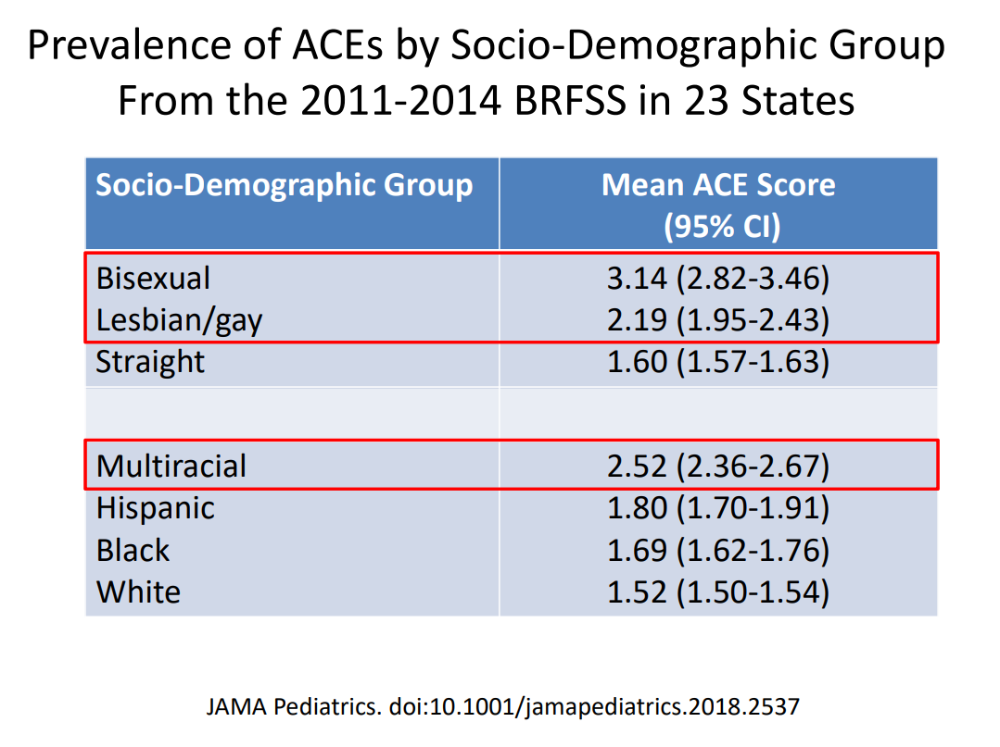 Prevalence of ACEs by Socio-Demographic Group
From the 2011-2014 BRFSS in 23 States
Socio-Demographic Group Mean ACE Score
(95% CI)
Bisexual 3.14 (2.82-3.46)
Lesbian/gay 2.19 (1.95-2.43)
Straight 1.60 (1.57-1.63)
Multiracial 2.52 (2.36-2.67)
Hispanic 1.80 (1.70-1.91)
Black 1.69 (1.62-1.76)
White 1.52 (1.50-1.54)
JAMA Pediatrics. doi:10.1001/jamapediatrics.2018.2537